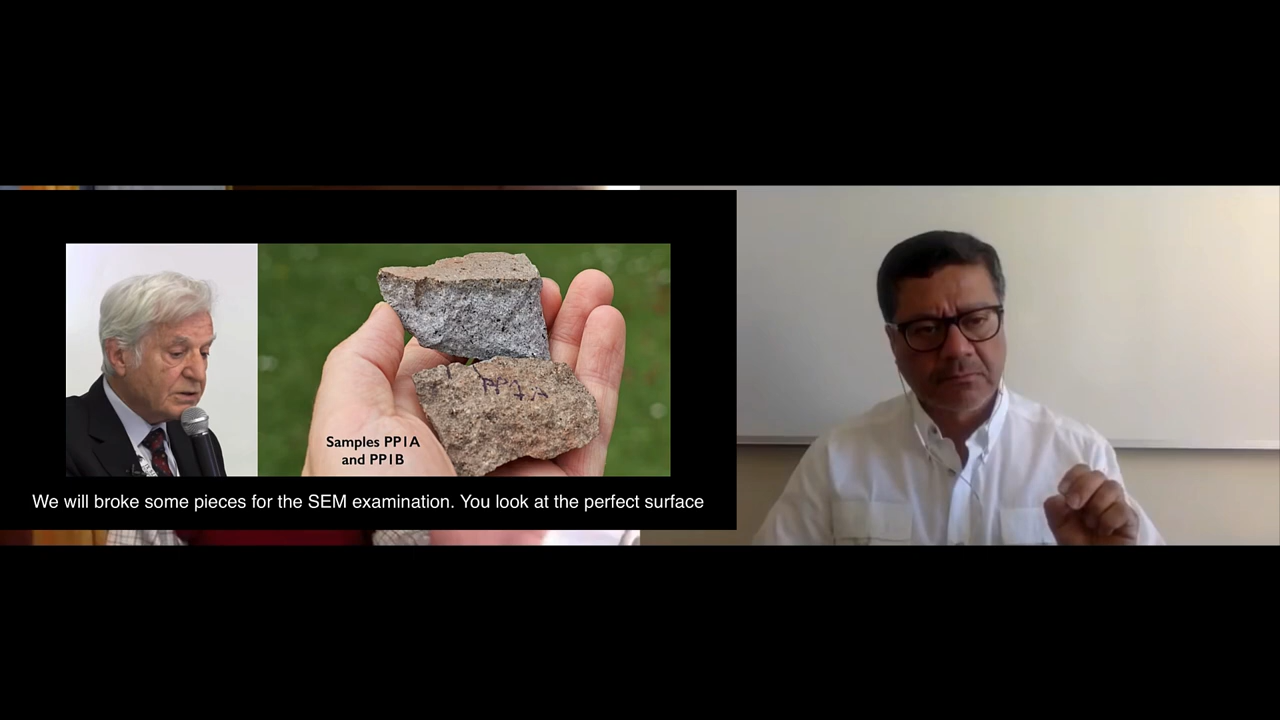 Samples PP1A
and PP1B
We will broke some pieces for the SEM examination. You look at the perfect surface